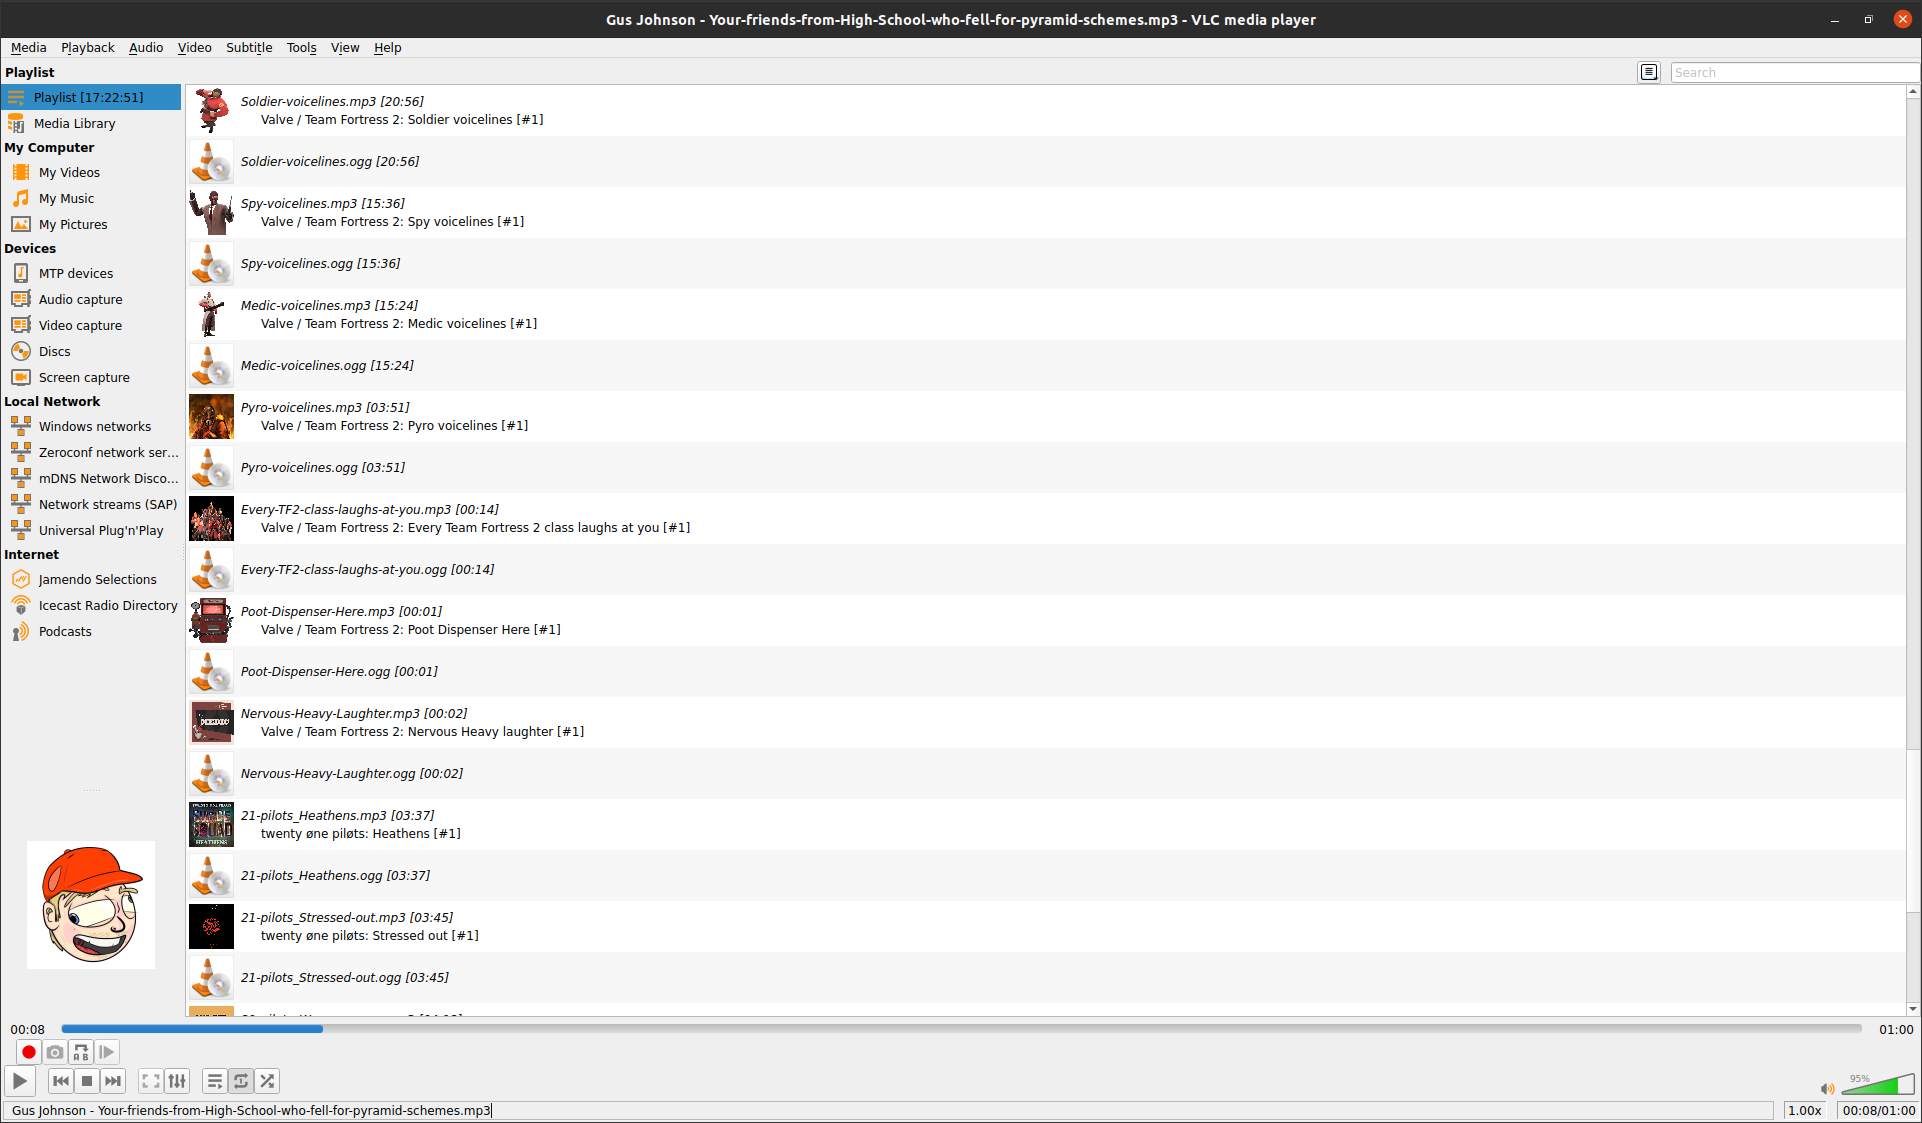 Gus Johnson - Your-friends-from-High-School-who-fell-for-pyramid-schemes.mp3 - VLC media player
Media Playback Audio Video Subtitle Tools View Help
Playlist
Search
Playlist [17:22:51]
Media Library
My Computer
My Videos
My Music
My Pictures
Devices
MTP devices
Audio capture
Video capture
Discs
Screen capture
Local Network
Windows networks
Zeroconf network ser...
mDNS Network Disco...
Network streams (SAP)
Universal Plug'n'Play
Internet
Jamendo Selections
Icecast Radio Directory
Podcasts
Soldier-voicelines.mp3 [20:56]
Valve / Team Fortress 2: Soldier voicelines [#1]
Soldier-voicelines.ogg [20:56]
Spy-voicelines.mp3 [15:36]
Valve / Team Fortress 2: Spy voicelines [#1]
Spy-voicelines.ogg [15:36]
Medic-voicelines.mp3 [15:24]
Valve / Team Fortress 2: Medic voicelines [#1]
Medic-voicelines.ogg [15:24]
Pyro-voicelines.mp3 [03:51]
Valve / Team Fortress 2: Pyro voicelines [#1]
Pyro-voicelines.ogg [03:51]
Every-TF2-class-laughs-at-you.mp3 [00:14]
Valve / Team Fortress 2: Every Team Fortress 2 class laughs at you [#1]
Every-TF2-class-laughs-at-you.ogg [00:14]
Poot-Dispenser-Here.mp3 [00:01]
Valve / Team Fortress 2: Poot Dispenser Here [#1]
Poot-Dispenser-Here.ogg [00:01]
Nervous-Heavy-Laughter.mp3 [00:02]
Valve / Team Fortress 2: Nervous Heavy laughter [#1]
Nervous-Heavy-Laughter.ogg [00:02]
21-pilots_Heathens.mp3 [03:37]
twenty øne piløts: Heathens [#1]
HEATHENS
21-pilots_Heathens.ogg [03:37]
21-pilots_Stressed-out.mp3 [03:45]
twenty øne piløts: Stressed out [#1]
21-pilots_Stressed-out.ogg [03:45]
00:08
01:00
A B
95%
Gus Johnson - Your-friends-from-High-School-who-fell-for-pyramid-schemes.mp3
1.00x
00:08/01:00